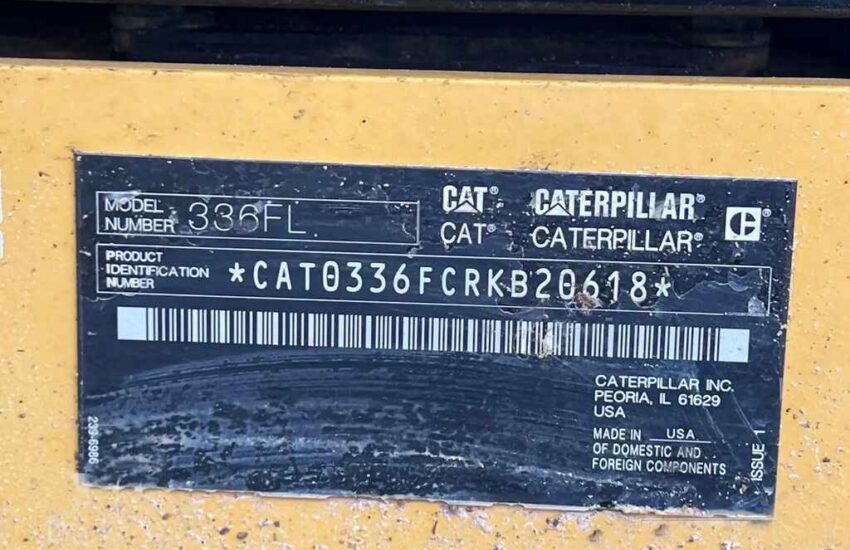 MODEL
NUMBER 336FL
CAT® CATERPILLAR®
CAT® CATERPILLAR®
PRODUCT
IDENTIFICATION
NUMBER *CAT0336FCRKB20618*
CATERPILLAR INC.
PEORIA, IL 61629
USA
MADE IN USA
OF DOMESTIC AND
FOREIGN COMPONENTS
239-6986
ISSUE 1